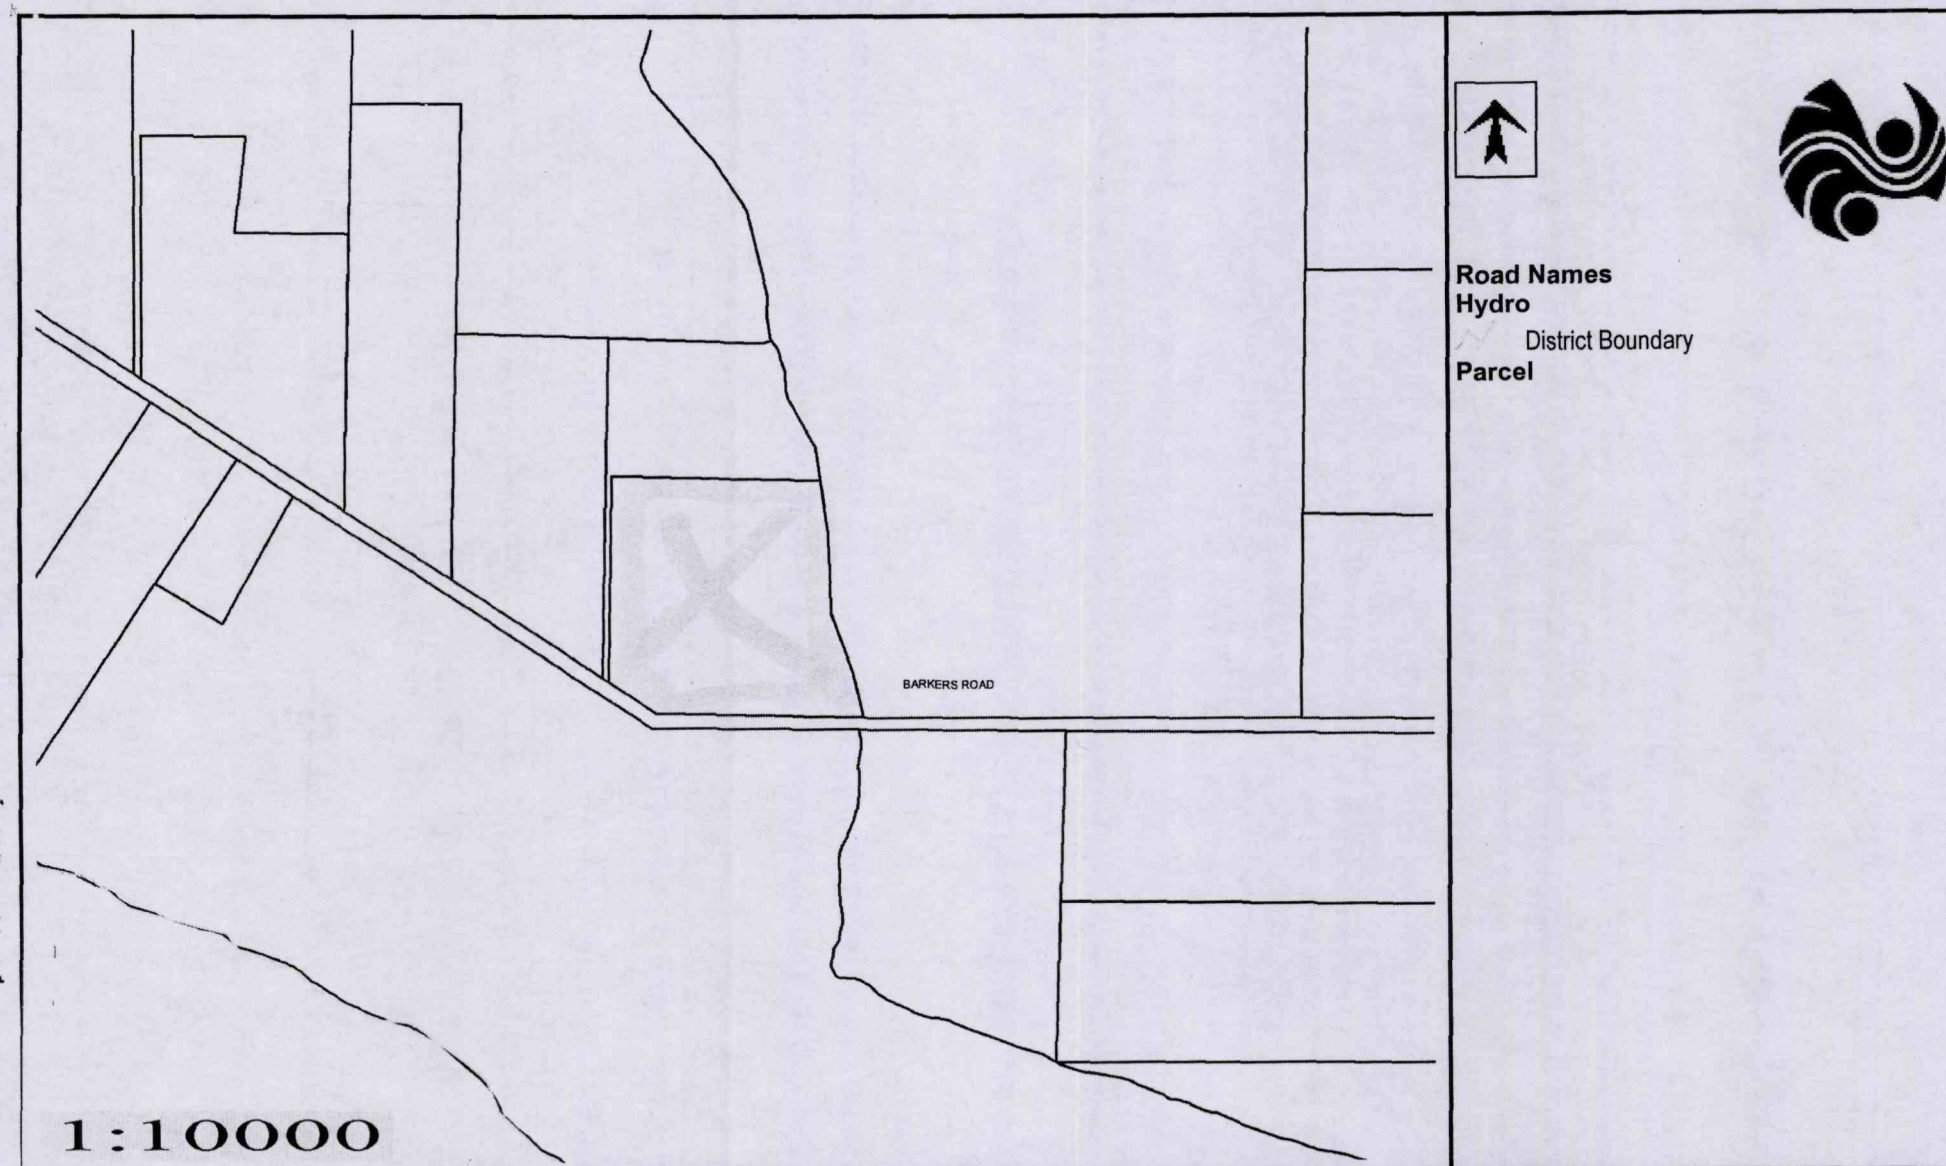 Road Names
Hydro
District Boundary
Parcel
BARKERS ROAD
1:10000